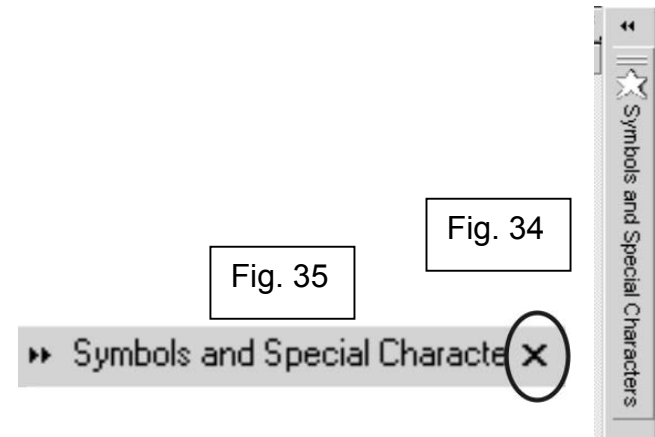 Symbols and Special Characters
Fig. 34
Fig. 35
Symbols and Special Characte